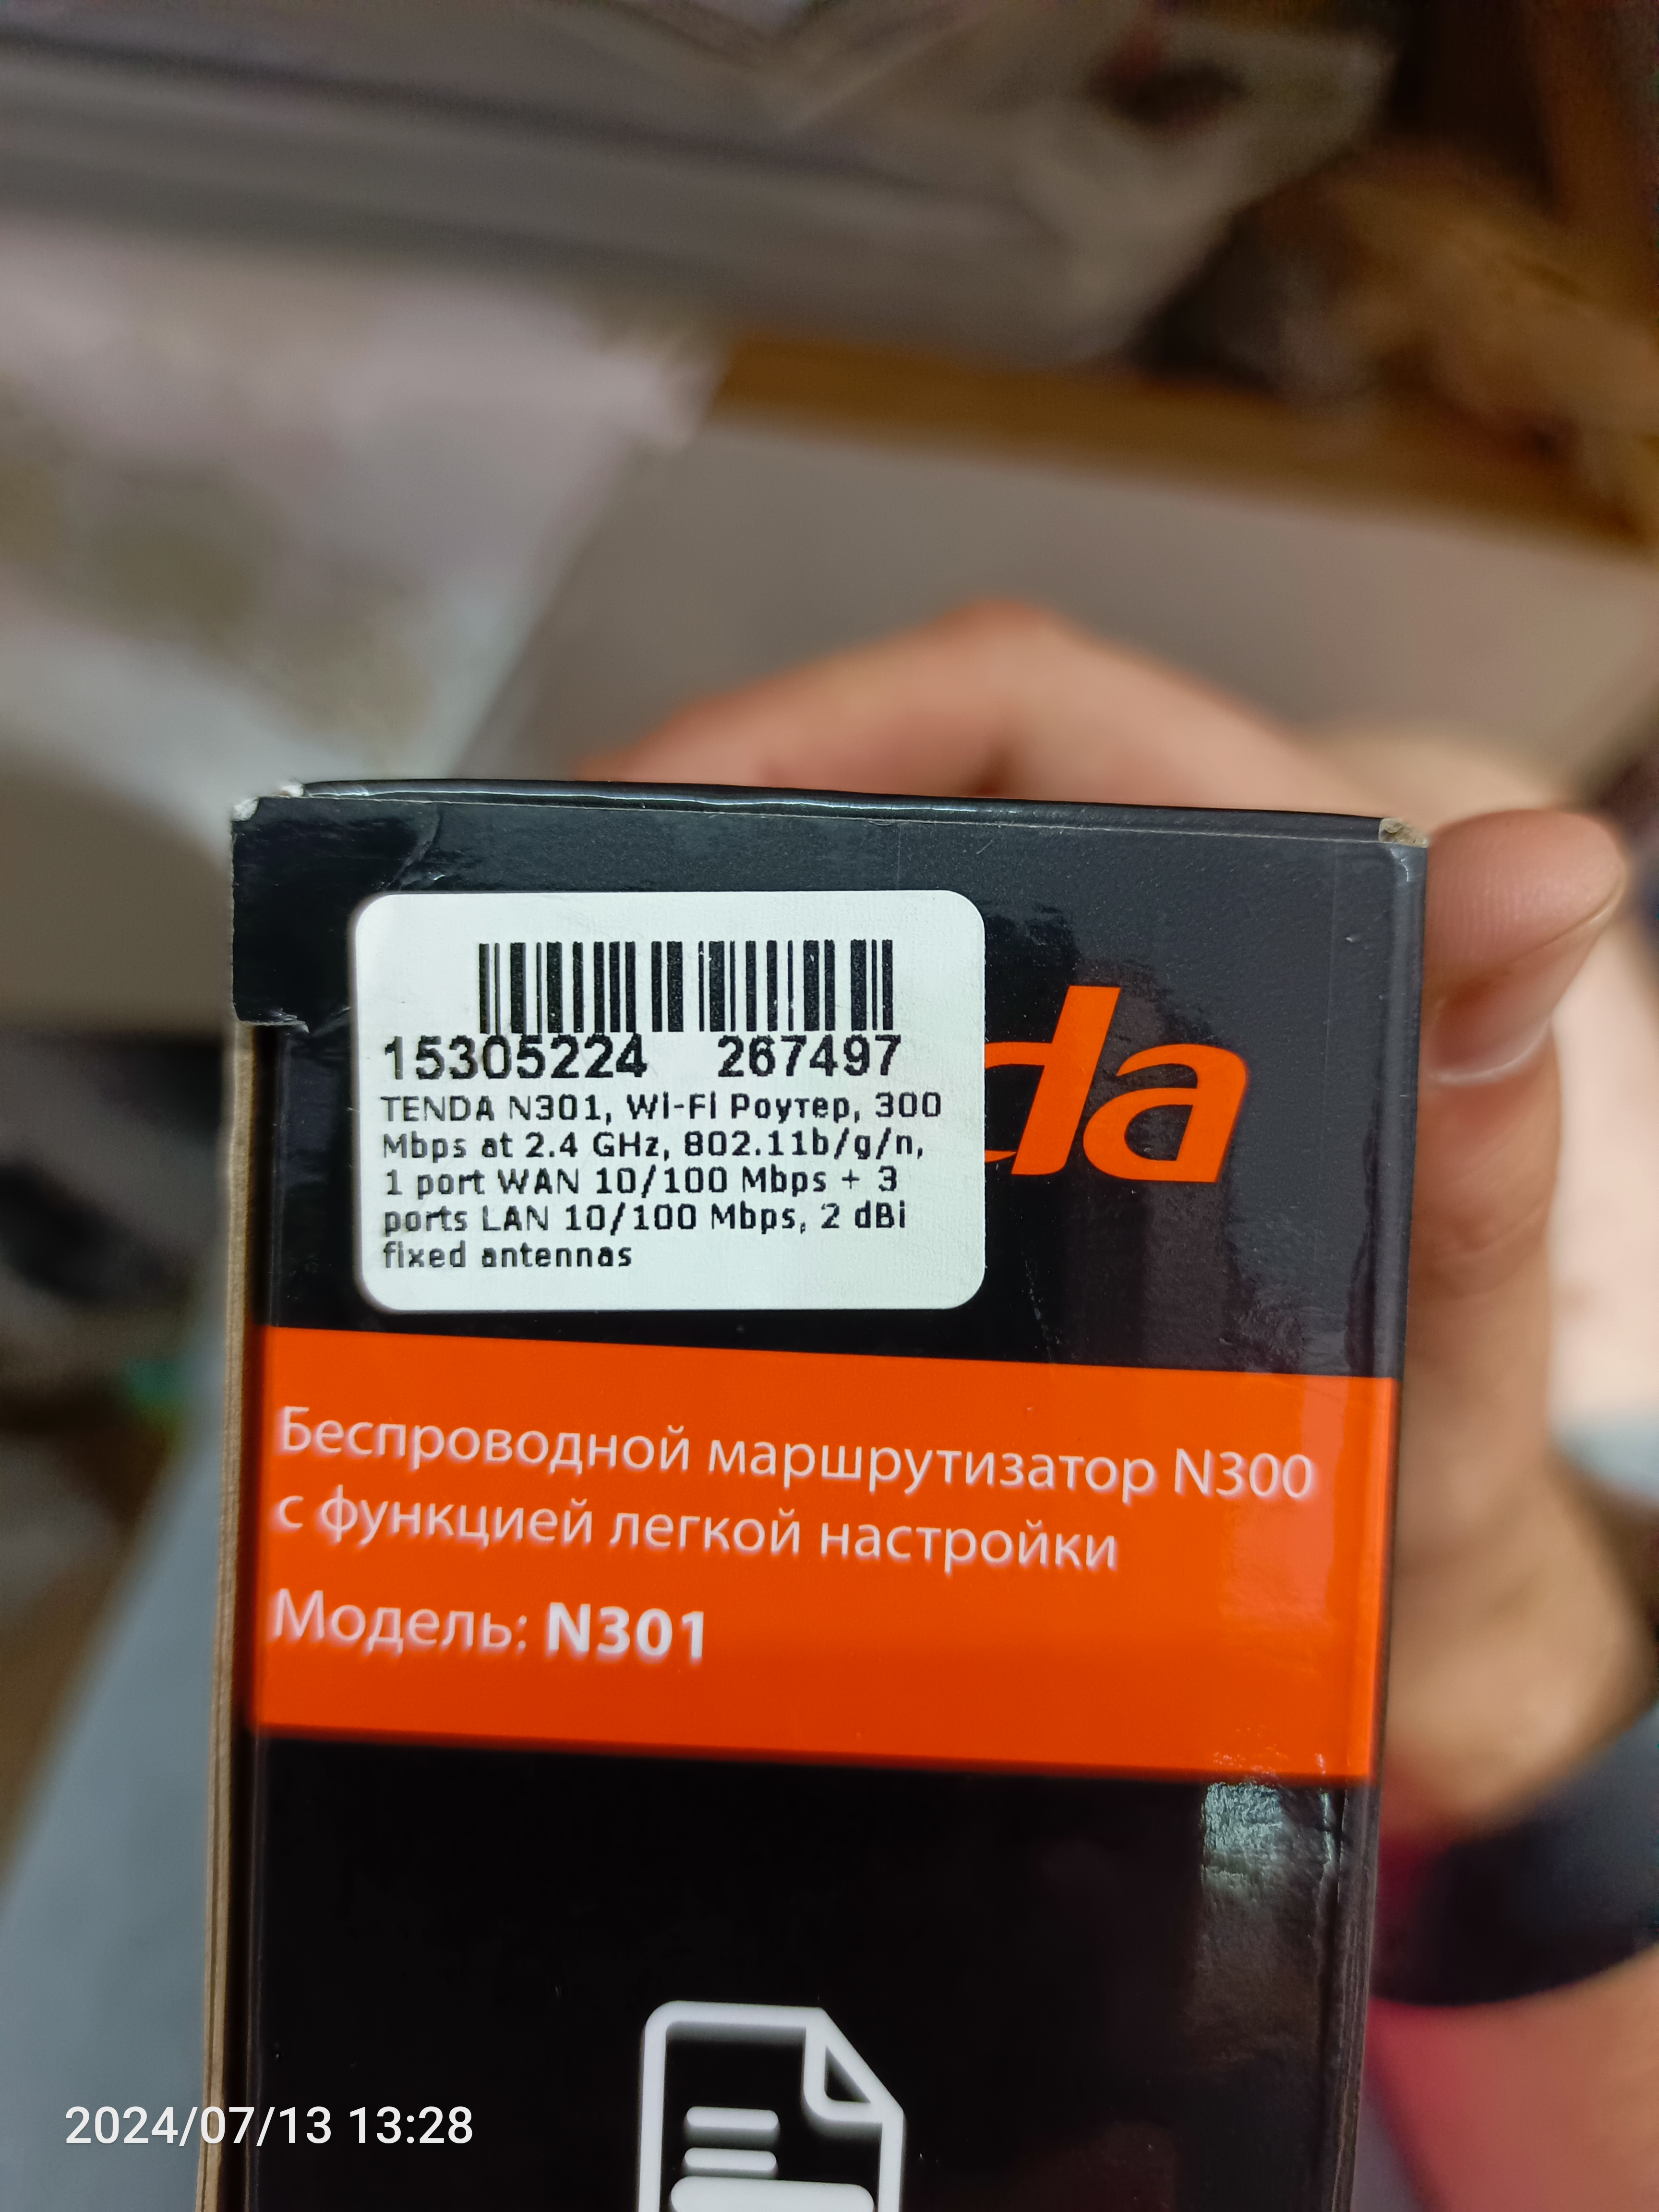 15305224 267497
TENDA N301, Wi-Fi Роутер, 300
Mbps at 2.4 GHz, 802.11b/g/n,
1 port WAN 10/100 Mbps + 3
ports LAN 10/100 Mbps, 2 dBi
fixed antennas
da
Беспроводной маршрутизатор N300
с функцией легкой настройки
Модель: N301
2024/07/13 13:28